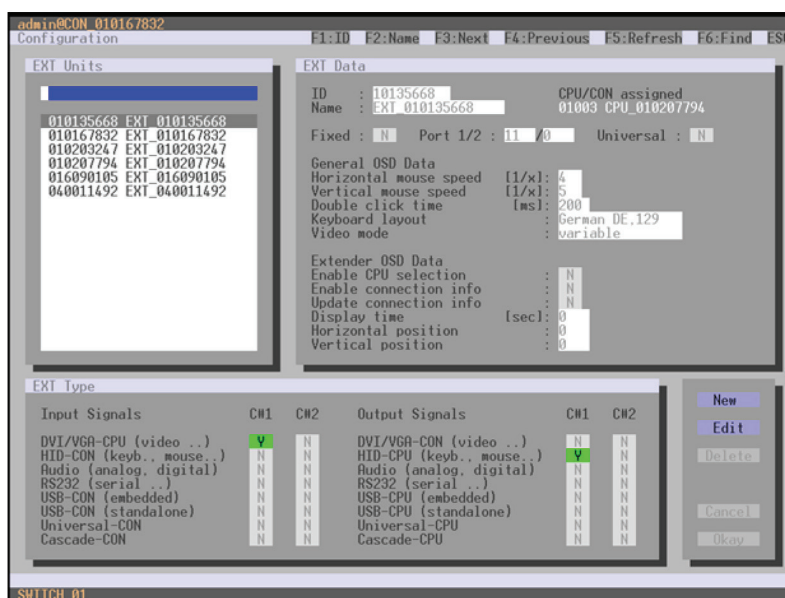 admin@CON_010167832
Configuration F1:ID F2:Name F3:Next F4:Previous F5:Refresh F6:Find ESC
EXT Units
010135668 EXT_010135668
010167832 EXT_010167832
010203247 EXT_010203247
010207794 EXT_010207794
016090105 EXT_016090105
040011492 EXT_040011492
EXT Data
ID : 10135668 CPU/CON assigned
Name : EXT_010135668 01003 CPU_010207794
Fixed : N Port 1/2 : 11 /0 Universal : N
General OSD Data
Horizontal mouse speed [1/x]: 4
Vertical mouse speed [1/x]: 5
Double click time [ms]: 200
Keyboard layout : German DE,129
Video mode : variable
Extender OSD Data
Enable CPU selection : N
Enable connection info : N
Update connection info : N
Display time [sec]: 0
Horizontal position : 0
Vertical position : 0
EXT Type
Input Signals C#1 C#2 Output Signals C#1 C#2
DVI/VGA-CPU (video ..) Y N DVI/VGA-CON (video ..) N N
HID-CON (keyb., mouse..) N N HID-CPU (keyb., mouse..) Y N
Audio (analog, digital) N N Audio (analog, digital) N N
RS232 (serial ..) N N RS232 (serial ..) N N
USB-CON (embedded) N N USB-CPU (embedded) N N
USB-CON (standalone) N N USB-CPU (standalone) N N
Universal-CON N N Universal-CPU N N
Cascade-CON N N Cascade-CPU N N
New
Edit
Delete
Cancel
Okay
SWITCH_01